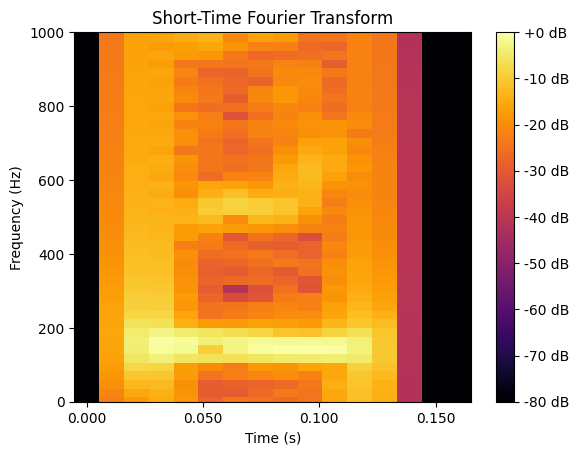 Short-Time Fourier Transform
1000
800
600
400
200
0
Frequency (Hz)
0.000
0.050
0.100
0.150
Time (s)
+0 dB
-10 dB
-20 dB
-30 dB
-40 dB
-50 dB
-60 dB
-70 dB
-80 dB